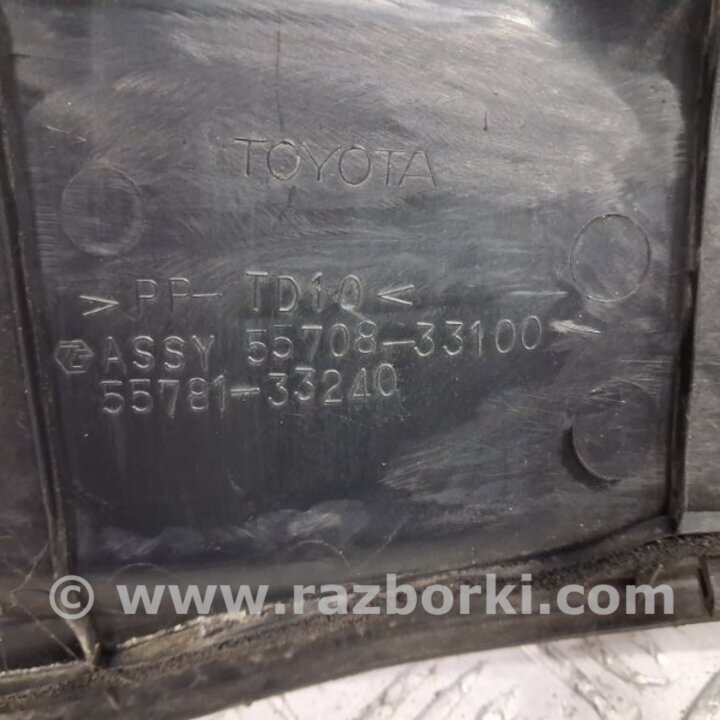 TOYOTA
>PP-TD10<
ASSY 55708-33100
55781-33240
© www.razborki.com